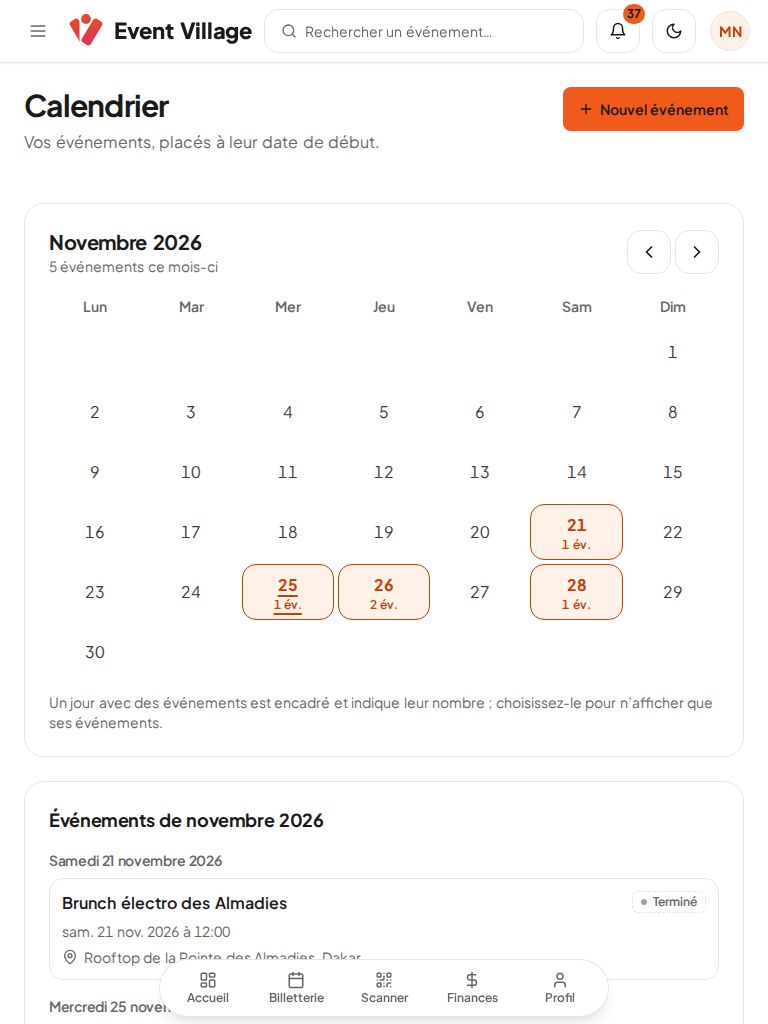 Event Village
Rechercher un événement…
37
MN
Calendrier
Nouvel événement
Vos événements, placés à leur date de début.
Novembre 2026
5 événements ce mois-ci
Lun Mar Mer Jeu Ven Sam Dim
1
2 3 4 5 6 7 8
9 10 11 12 13 14 15
16 17 18 19 20 21 22
1 év.
23 24 25 26 27 28 29
1 év. 2 év. 1 év.
30
Un jour avec des événements est encadré et indique leur nombre ; choisissez-le pour n’afficher que
ses événements.
Événements de novembre 2026
Samedi 21 novembre 2026
Brunch électro des Almadies
Terminé
sam. 21 nov. 2026 à 12:00
Rooftop de la Pointe des Almadies, Dakar
Mercredi 25
Accueil Billetterie Scanner Finances Profil